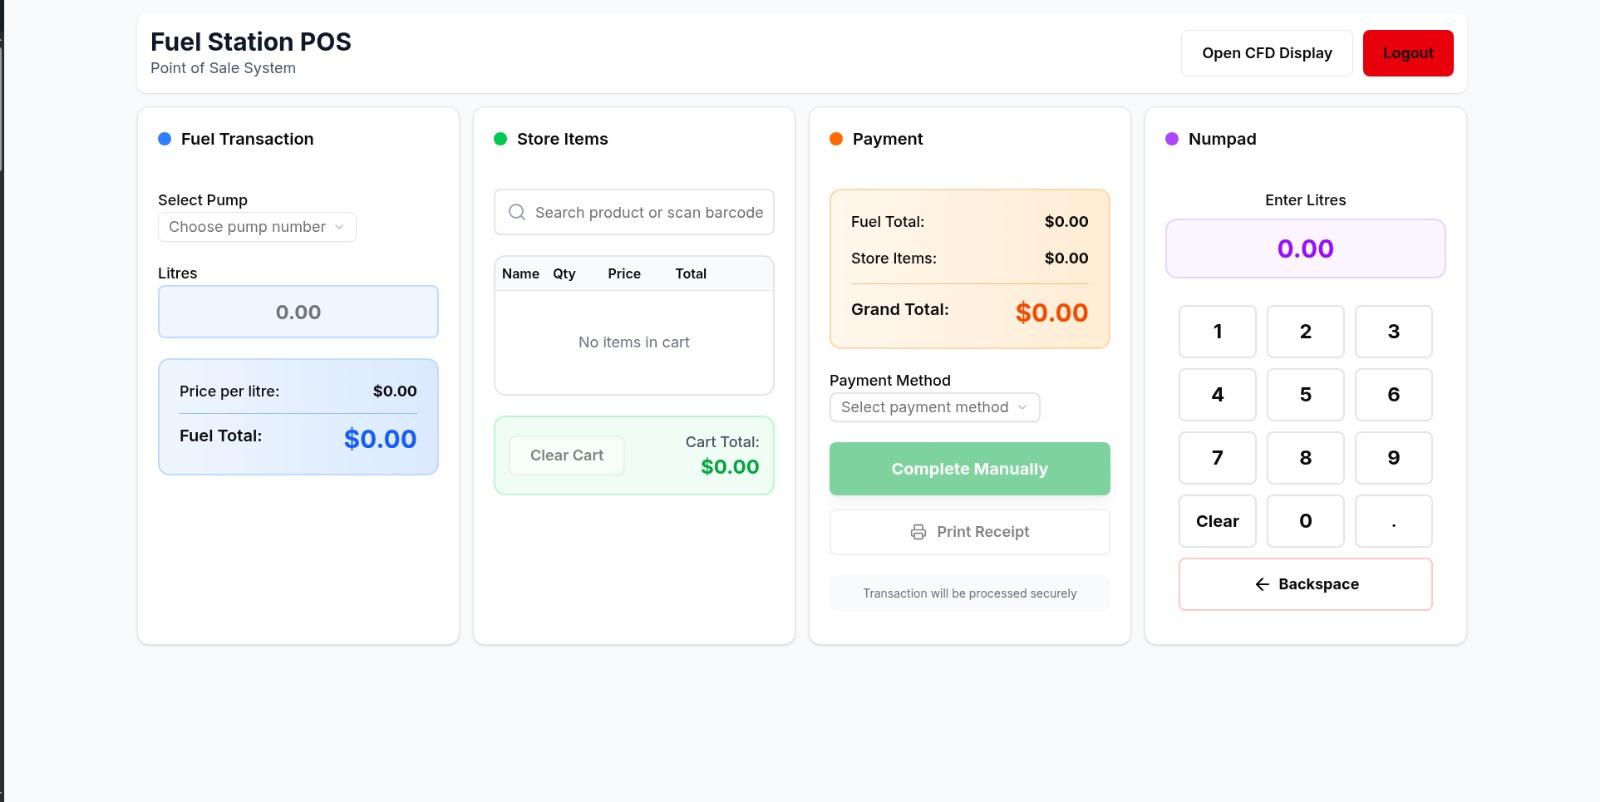 Fuel Station POS
Point of Sale System
Open CFD Display
Logout
Fuel Transaction
Select Pump
Choose pump number
Litres
0.00
Price per litre: $0.00
Fuel Total: $0.00
Store Items
Search product or scan barcode
Name Qty Price Total
No items in cart
Clear Cart
Cart Total:
$0.00
Payment
Fuel Total: $0.00
Store Items: $0.00
Grand Total: $0.00
Payment Method
Select payment method
Complete Manually
Print Receipt
Transaction will be processed securely
Numpad
Enter Litres
0.00
1 2 3
4 5 6
7 8 9
Clear 0 .
Backspace